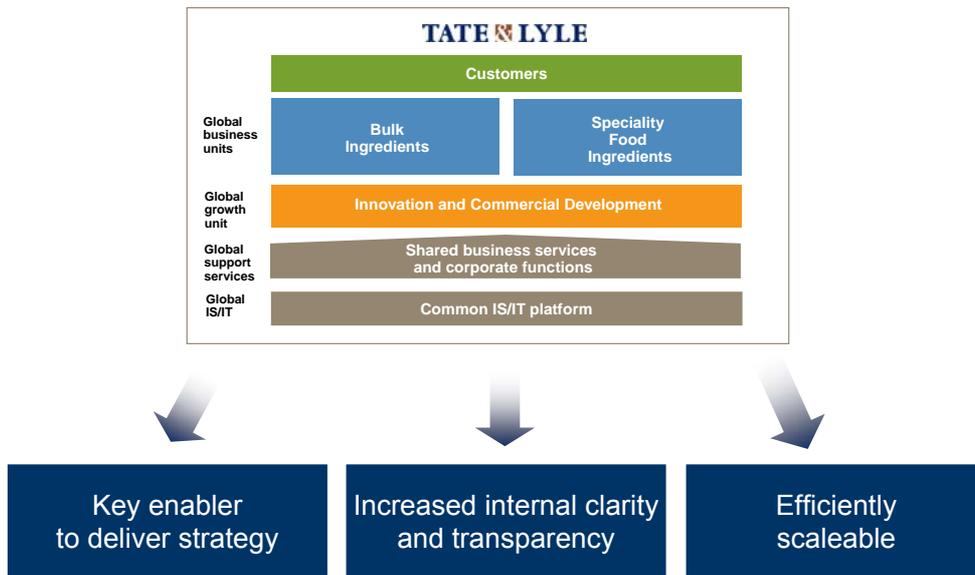 TATE & LYLE
Customers
Global
business
units
Bulk
Ingredients
Speciality
Food
Ingredients
Global
growth
unit
Innovation and Commercial Development
Global
support
services
Shared business services
and corporate functions
Global
IS/IT
Common IS/IT platform
Key enabler
to deliver strategy
Increased internal clarity
and transparency
Efficiently
scaleable